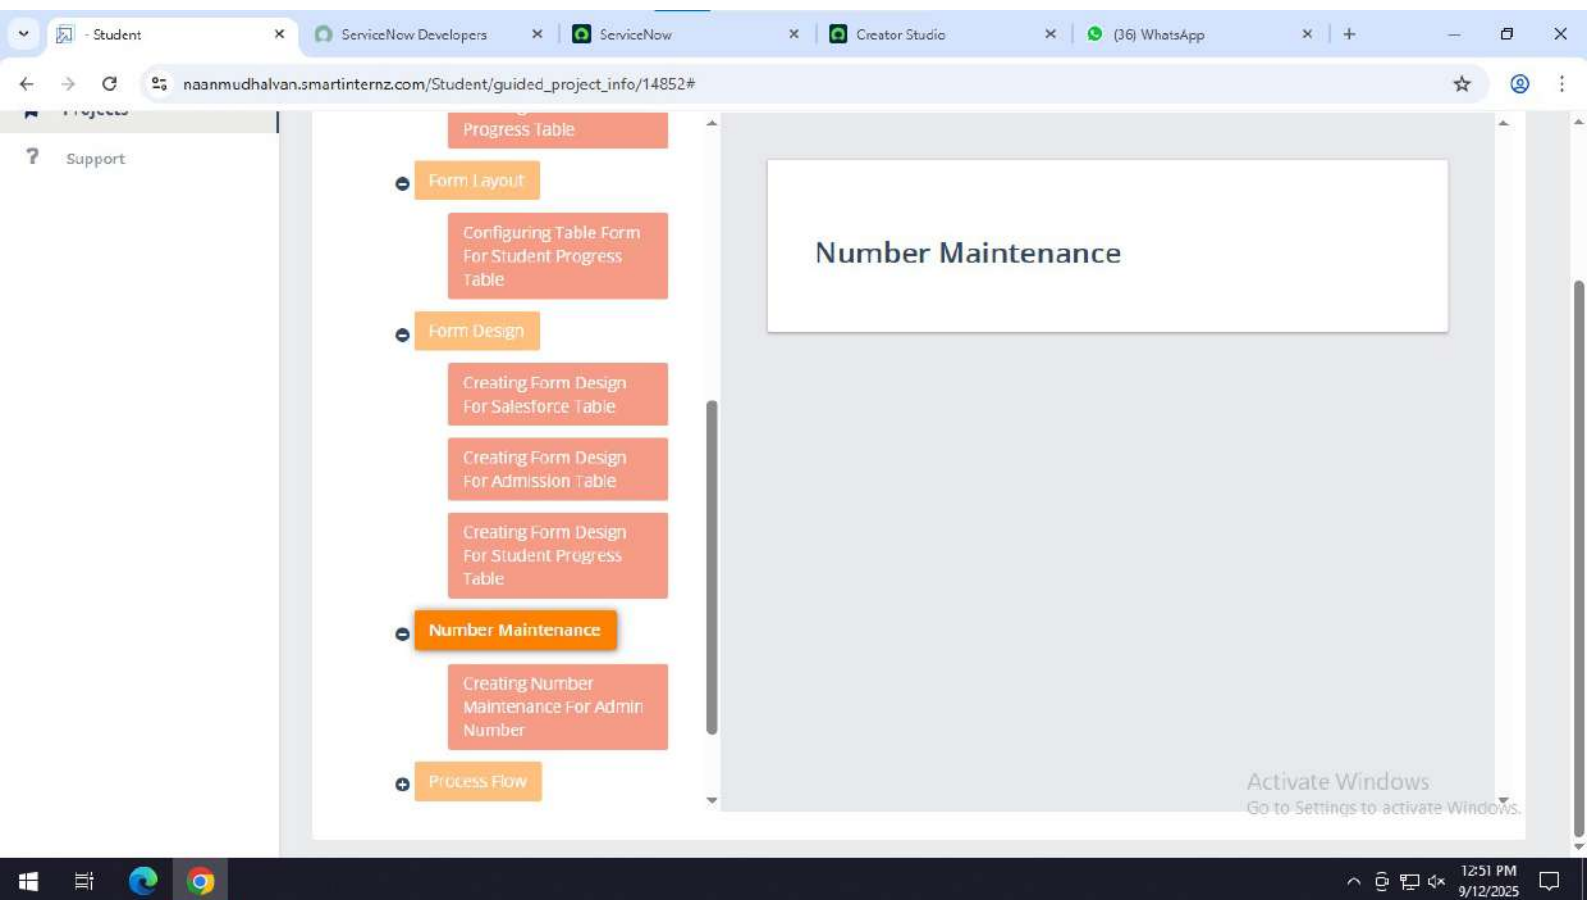 - Student
ServiceNow Developers
ServiceNow
Creator Studio
(36) WhatsApp
naanmudhalvan.smartinternz.com/Student/guided_project_info/14852#
Projects
? Support
Progress Table
Form Layout
Configuring Table Form
For Student Progress
Table
Form Design
Creating Form Design
For Salesforce Table
Creating Form Design
For Admission Table
Creating Form Design
For Student Progress
Table
Number Maintenance
Creating Number
Maintenance For Admin
Number
Process Flow
Number Maintenance
Activate Windows
Go to Settings to activate Windows.
12:51 PM
9/12/2025